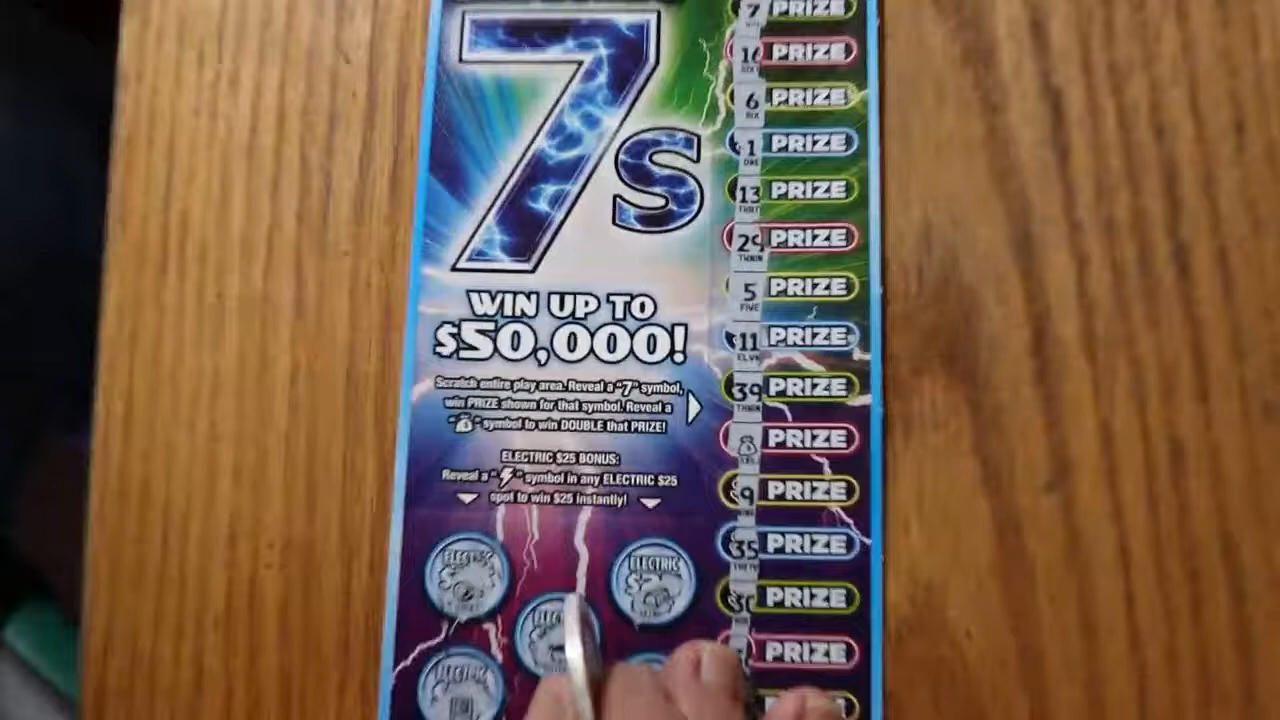 7s
WIN UP TO
$50,000!
Scratch entire play area. Reveal a "7" symbol,
win PRIZE shown for that symbol. Reveal a
" " symbol to win DOUBLE that PRIZE!
ELECTRIC $25 BONUS:
Reveal a " " symbol in any ELECTRIC $25
spot to win $25 instantly!
ELECTRIC
ELECTRIC
ELECTRIC
7 PRIZE
PRIZE
6 PRIZE
SIX
1 PRIZE
ONE
13 PRIZE
29 PRIZE
5 PRIZE
FIVE
11 PRIZE
ELVN
39 PRIZE
PRIZE
9 PRIZE
35 PRIZE
PRIZE
PRIZE